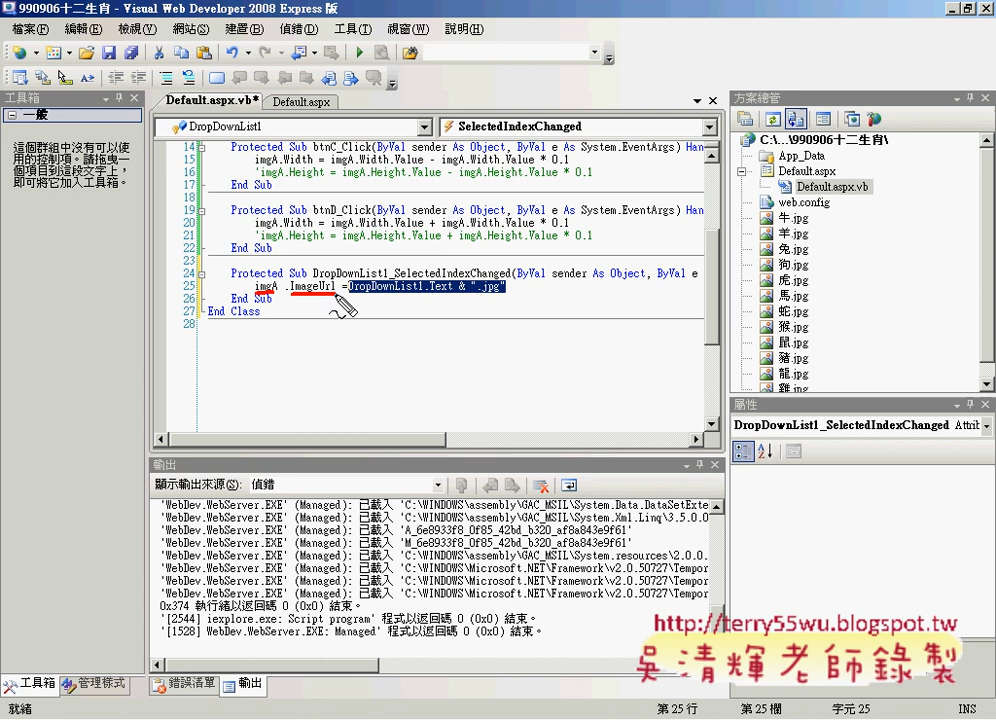 990906十二生肖 - Visual Web Developer 2008 Express 版
檔案(F) 編輯(E) 檢視(V) 網站(S) 建置(B) 偵錯(D) 工具(T) 視窗(W) 說明(H)
工具箱
一般
這個群組中沒有可以使
用的控制項。請拖曳一
個項目到這段文字上,
即可將它加入工具箱。
Default.aspx.vb* Default.aspx
DropDownList1 SelectedIndexChanged
14 Protected Sub btnC_Click(ByVal sender As Object, ByVal e As System.EventArgs) Han
15 imgA.Width = imgA.Width.Value - imgA.Width.Value * 0.1
16 'imgA.Height = imgA.Height.Value - imgA.Height.Value * 0.1
17 End Sub
18
19 Protected Sub btnD_Click(ByVal sender As Object, ByVal e As System.EventArgs) Han
20 imgA.Width = imgA.Width.Value + imgA.Width.Value * 0.1
21 'imgA.Height = imgA.Height.Value + imgA.Height.Value * 0.1
22 End Sub
23
24 Protected Sub DropDownList1_SelectedIndexChanged(ByVal sender As Object, ByVal e
25 imgA .ImageUrl =DropDownList1.Text & ".jpg"
26 End Sub
27 End Class
28
方案總管
C:\...\990906十二生肖\
App_Data
Default.aspx
Default.aspx.vb
web.config
牛.jpg
羊.jpg
兔.jpg
狗.jpg
虎.jpg
馬.jpg
蛇.jpg
猴.jpg
鼠.jpg
豬.jpg
龍.jpg
雞.jpg
屬性
DropDownList1_SelectedIndexChanged Attrib
輸出
顯示輸出來源(S): 偵錯
'WebDev.WebServer.EXE' (Managed): 已載入 'C:\WINDOWS\assembly\GAC_MSIL\System.Data.DataSetExte
'WebDev.WebServer.EXE' (Managed): 已載入 'C:\WINDOWS\assembly\GAC_MSIL\System.Xml.Linq\3.5.0.0
'WebDev.WebServer.EXE' (Managed): 已載入 'A_6e8933f8_0f85_42bd_b320_af8a843e9f61'
'WebDev.WebServer.EXE' (Managed): 已載入 'M_6e8933f8_0f85_42bd_b320_af8a843e9f61'
'WebDev.WebServer.EXE' (Managed): 已載入 'C:\WINDOWS\assembly\GAC_MSIL\System.resources\2.0.0.
'WebDev.WebServer.EXE' (Managed): 已載入 'C:\WINDOWS\Microsoft.NET\Framework\v2.0.50727\Tempor
'WebDev.WebServer.EXE' (Managed): 已載入 'C:\WINDOWS\Microsoft.NET\Framework\v2.0.50727\Tempor
'WebDev.WebServer.EXE' (Managed): 已載入 'C:\WINDOWS\Microsoft.NET\Framework\v2.0.50727\Tempor
0x374 執行緒以返回碼 0 (0x0) 結束。
'[2544] iexplore.exe: Script program' 程式以返回碼 0 (0x0) 結束。
'[1528] WebDev.WebServer.EXE: Managed' 程式以返回碼 0 (0x0) 結束。
http://terry55wu.blogspot.tw
吳清輝老師錄製
工具箱 管理樣式 錯誤清單 輸出
就緒 第 25 行 第 25 欄 字元 25 INS